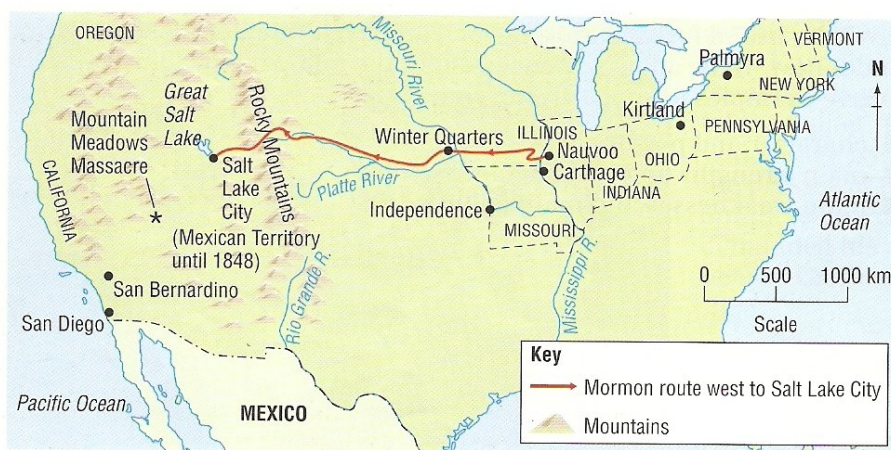 OREGON
Missouri River
VERMONT
Palmyra
N
NEW YORK
Great
Salt
Lake
Rocky Mountains
Kirtland
Mountain
Meadows
Massacre
Winter Quarters
ILLINOIS
PENNSYLVANIA
Nauvoo
OHIO
Salt
Lake
City
Carthage
Platte River
INDIANA
CALIFORNIA
Independence
Atlantic
Ocean
(Mexican Territory
until 1848)
MISSOURI
0 500 1000 km
Scale
San Bernardino
Rio Grande R.
Mississippi R.
San Diego
Key
Mormon route west to Salt Lake City
Mountains
Pacific Ocean
MEXICO